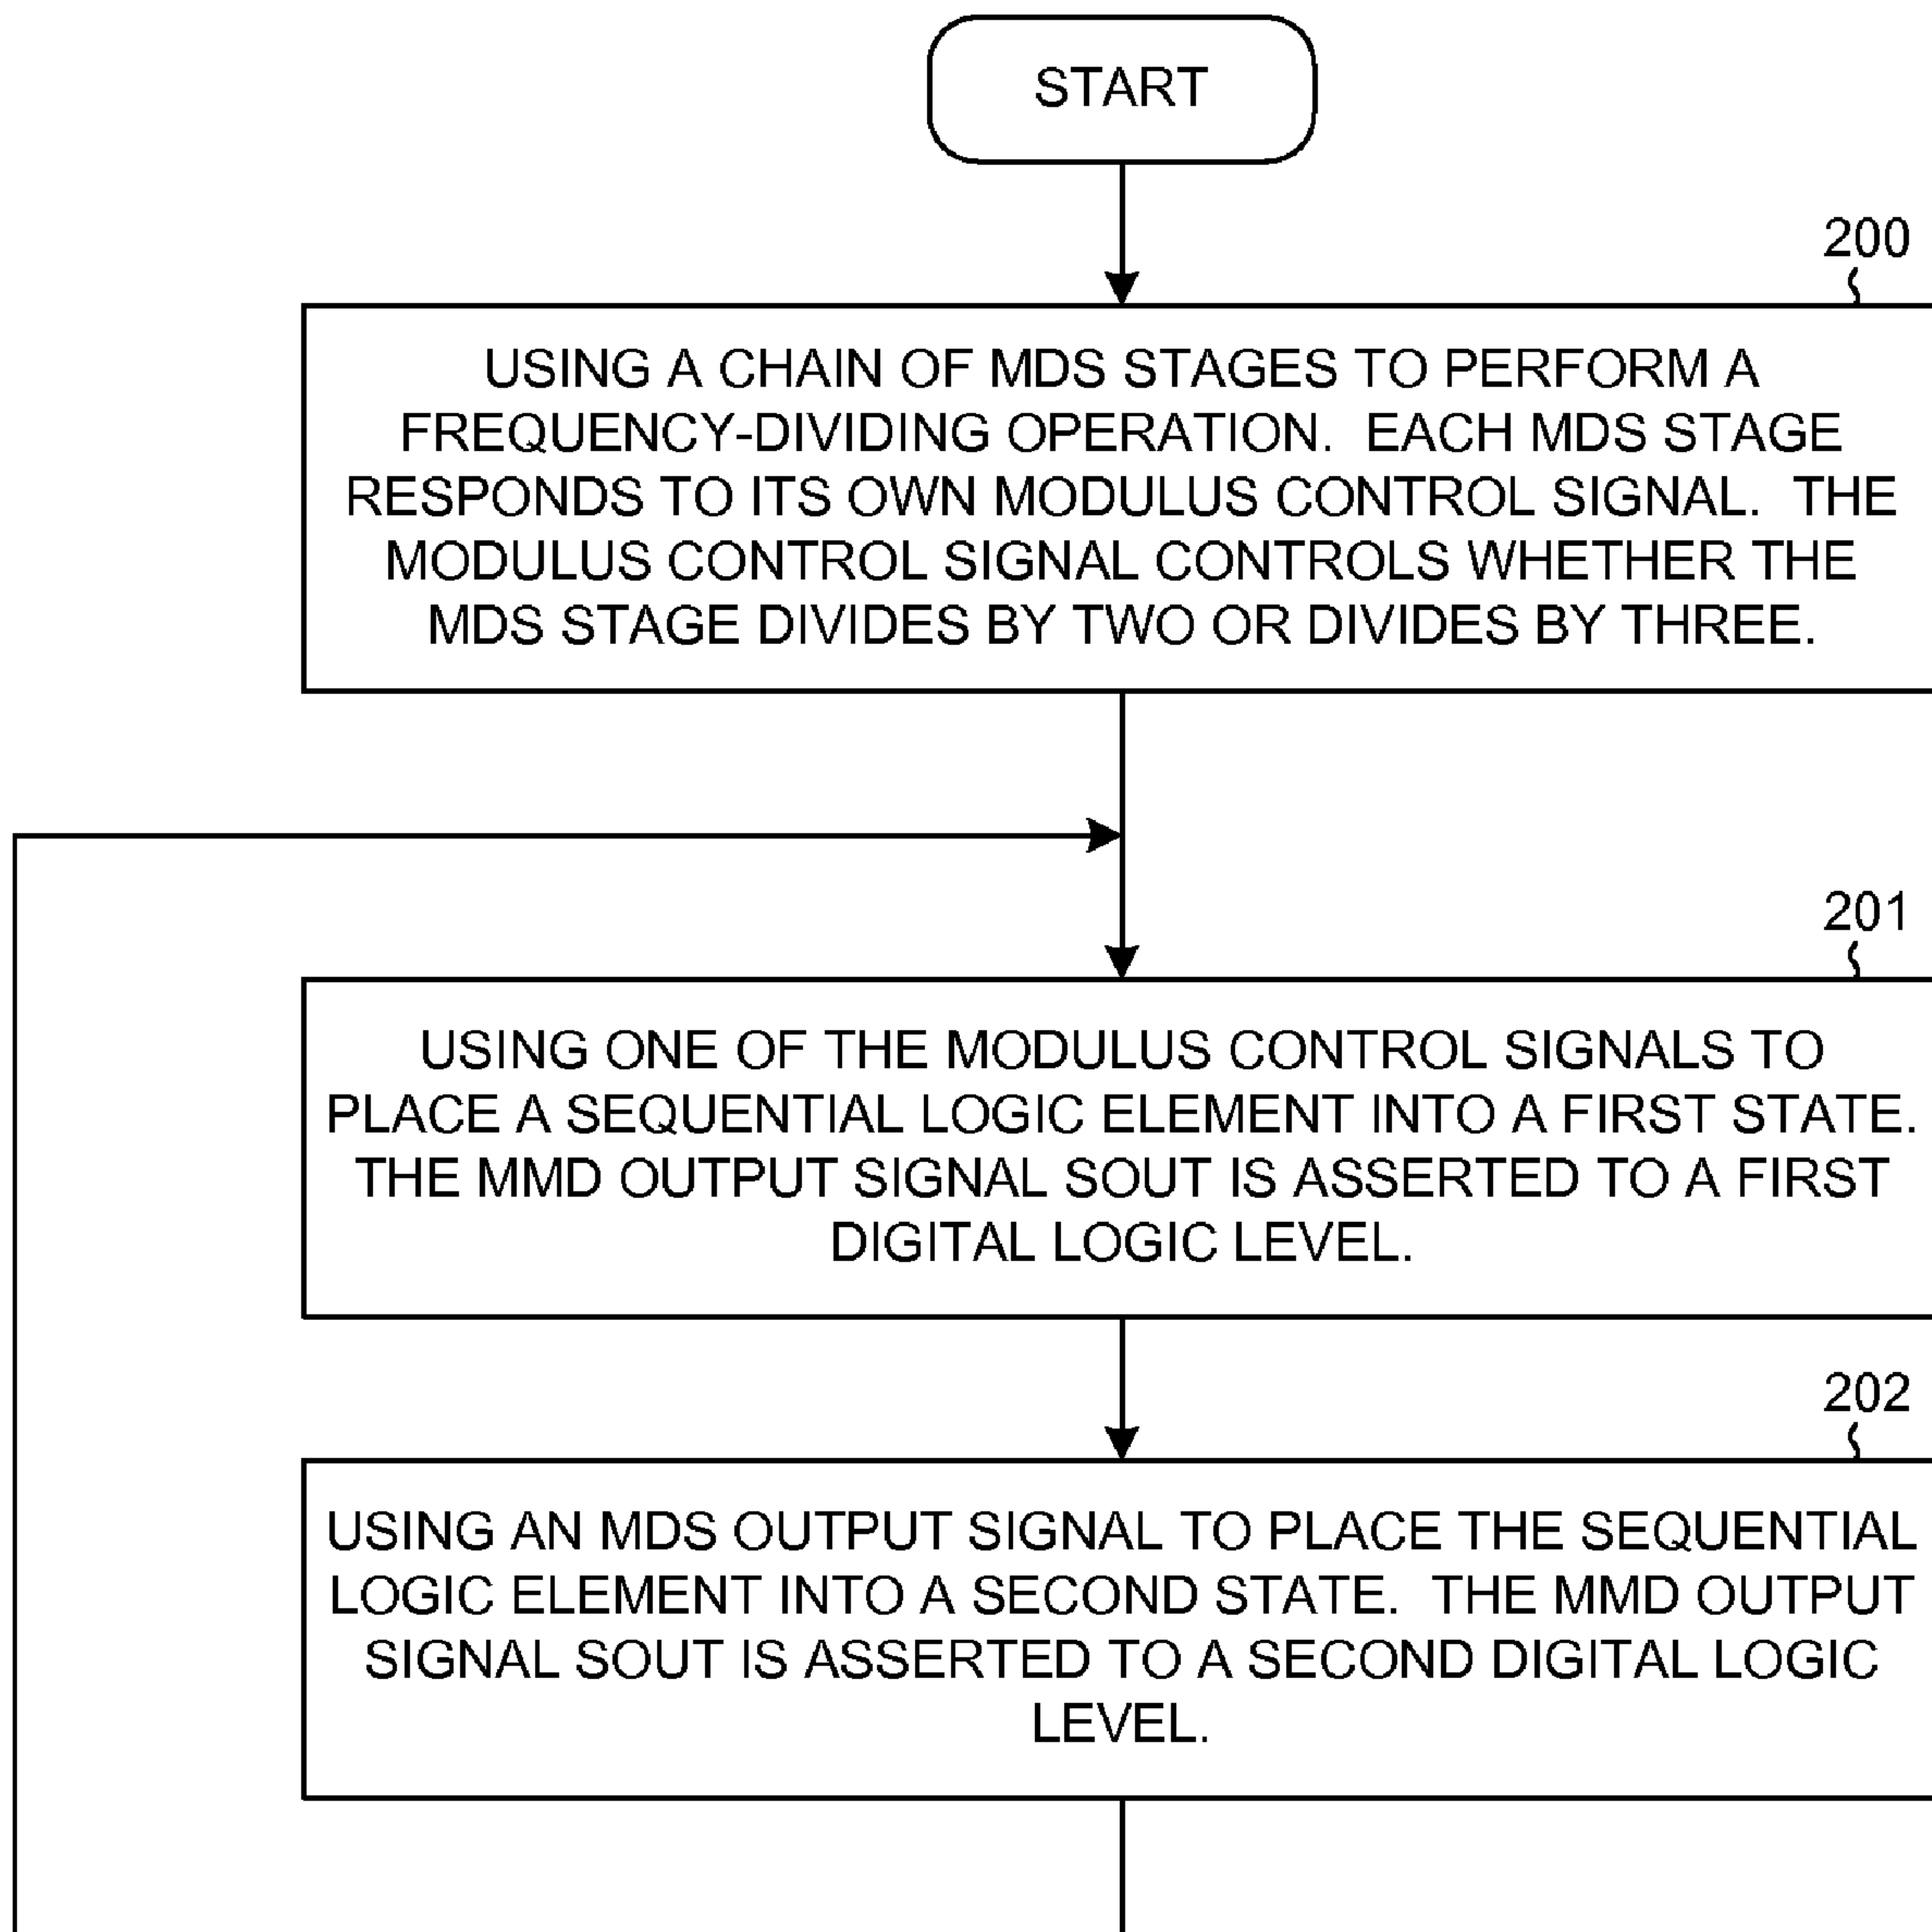 START
200
USING A CHAIN OF MDS STAGES TO PERFORM A
FREQUENCY-DIVIDING OPERATION.  EACH MDS STAGE
RESPONDS TO ITS OWN MODULUS CONTROL SIGNAL.  THE
MODULUS CONTROL SIGNAL CONTROLS WHETHER THE
MDS STAGE DIVIDES BY TWO OR DIVIDES BY THREE.
201
USING ONE OF THE MODULUS CONTROL SIGNALS TO
PLACE A SEQUENTIAL LOGIC ELEMENT INTO A FIRST STATE.
THE MMD OUTPUT SIGNAL SOUT IS ASSERTED TO A FIRST
DIGITAL LOGIC LEVEL.
202
USING AN MDS OUTPUT SIGNAL TO PLACE THE SEQUENTIAL
LOGIC ELEMENT INTO A SECOND STATE.  THE MMD OUTPUT
SIGNAL SOUT IS ASSERTED TO A SECOND DIGITAL LOGIC
LEVEL.